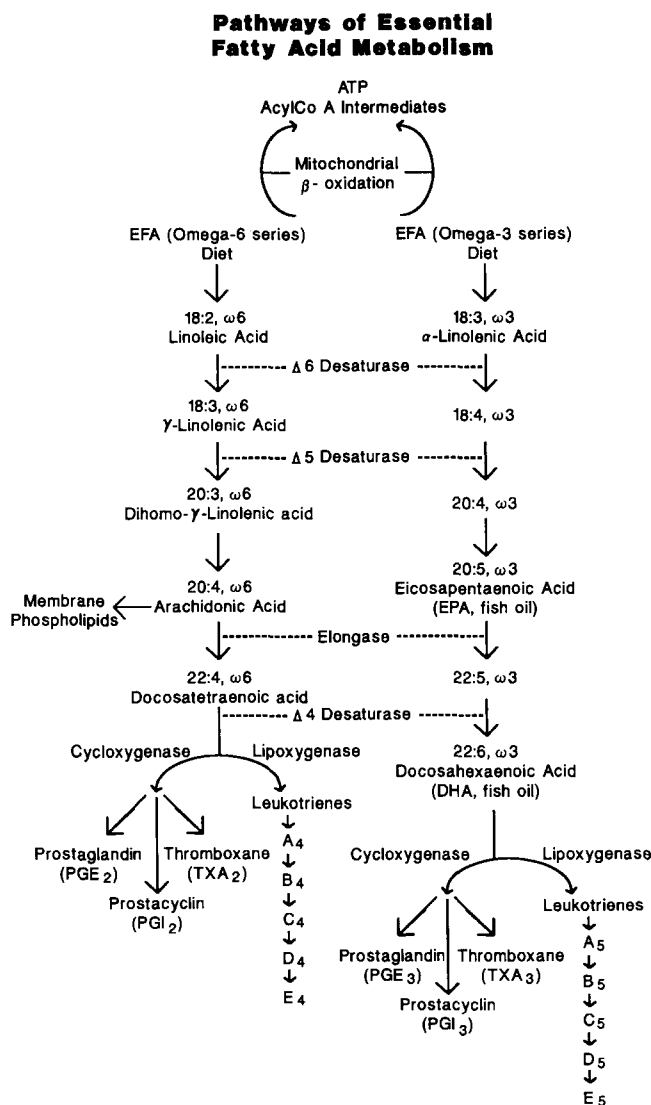 Pathways of Essential
Fatty Acid Metabolism
ATP
AcylCo A Intermediates
Mitochondrial
β- oxidation
EFA (Omega-6 series)
Diet
EFA (Omega-3 series)
Diet
18:2, ω6
Linoleic Acid
18:3, ω3
α-Linolenic Acid
Δ6 Desaturase
18:3, ω6
γ-Linolenic Acid
18:4, ω3
Δ5 Desaturase
20:3, ω6
Dihomo-γ-Linolenic acid
20:4, ω3
20:4, ω6
Arachidonic Acid
Membrane
Phospholipids
20:5, ω3
Eicosapentaenoic Acid
(EPA, fish oil)
Elongase
22:4, ω6
Docosatetraenoic acid
22:5, ω3
Δ4 Desaturase
22:6, ω3
Docosahexaenoic Acid
(DHA, fish oil)
Cycloxygenase
Lipoxygenase
Leukotrienes
A4
B4
C4
D4
E4
Prostaglandin
(PGE2)
Thromboxane
(TXA2)
Prostacyclin
(PGI2)
Cycloxygenase
Lipoxygenase
Leukotrienes
A5
B5
C5
D5
E5
Prostaglandin
(PGE3)
Thromboxane
(TXA3)
Prostacyclin
(PGI3)